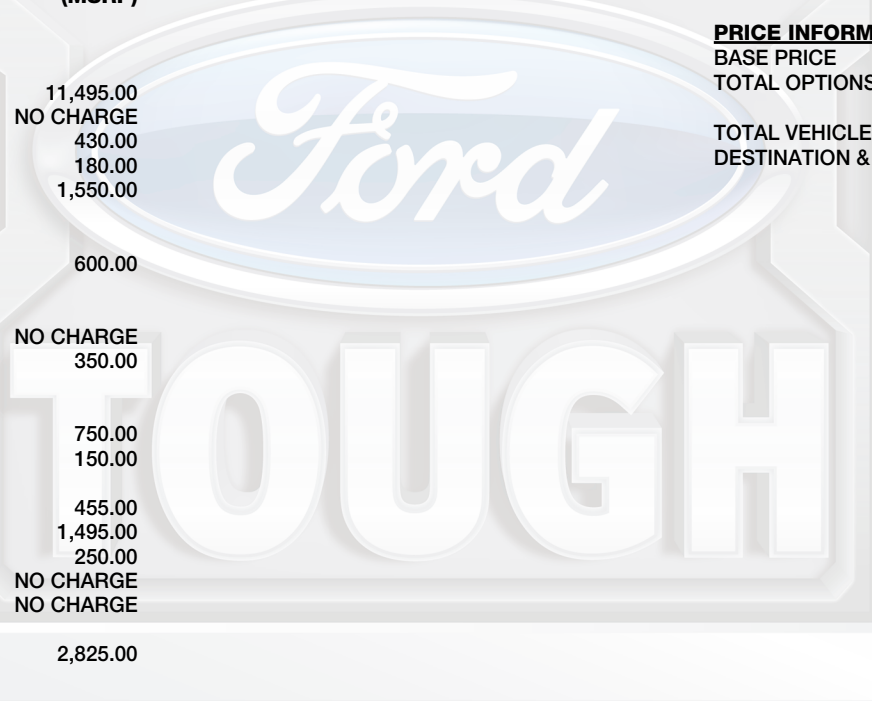 (MSRP)
11,495.00
NO CHARGE
430.00
180.00
1,550.00
600.00
NO CHARGE
350.00
750.00
150.00
455.00
1,495.00
250.00
NO CHARGE
NO CHARGE
2,825.00
PRICE INFORM
BASE PRICE
TOTAL OPTIONS
TOTAL VEHICLE
DESTINATION &
Ford
TOUGH